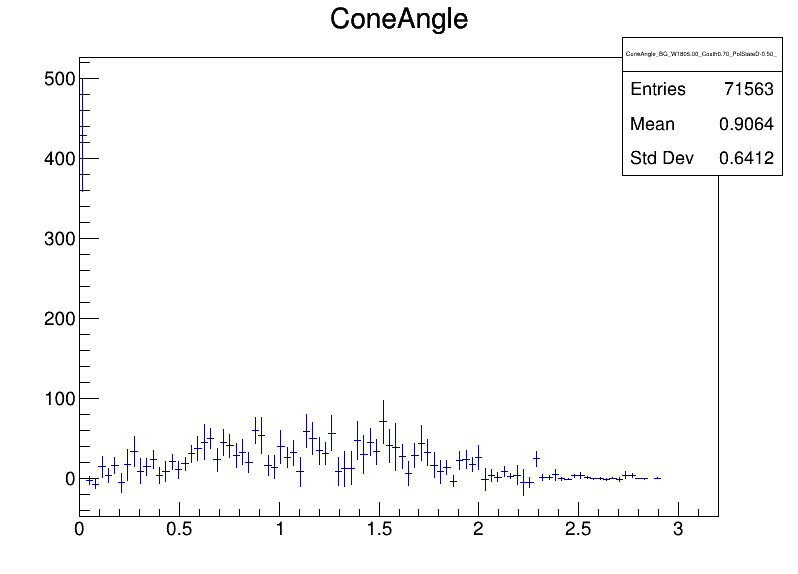 ConeAngle
ConeAngle_BG_W1805.00_Costh0.70_PolStateD-0.50_
Entries 71563
Mean 0.9064
Std Dev 0.6412
500
400
300
200
100
0
0 0.5 1 1.5 2 2.5 3